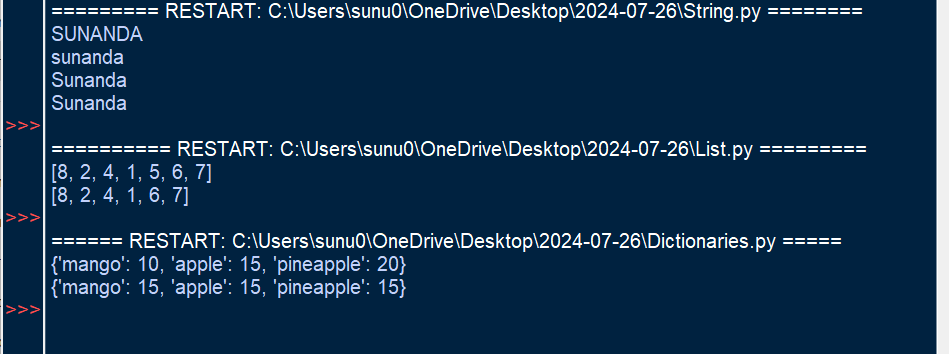 ========= RESTART: C:\Users\sunu0\OneDrive\Desktop\2024-07-26\String.py ========
SUNANDA
sunanda
Sunanda
Sunanda
>>>
========== RESTART: C:\Users\sunu0\OneDrive\Desktop\2024-07-26\List.py =========
[8, 2, 4, 1, 5, 6, 7]
[8, 2, 4, 1, 6, 7]
>>>
====== RESTART: C:\Users\sunu0\OneDrive\Desktop\2024-07-26\Dictionaries.py =====
{'mango': 10, 'apple': 15, 'pineapple': 20}
{'mango': 15, 'apple': 15, 'pineapple': 15}
>>>